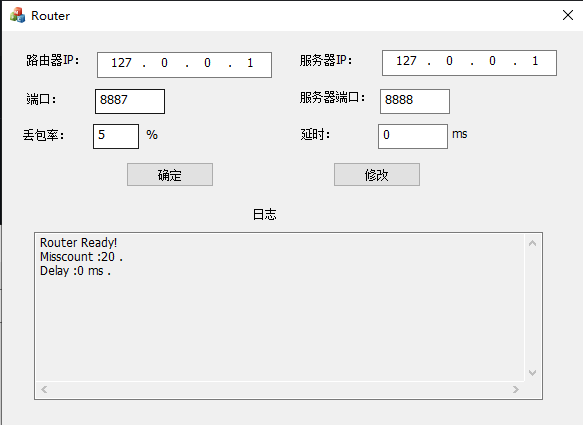 Router
路由器IP： 127 . 0 . 0 . 1 服务器IP： 127 . 0 . 0 . 1
端口： 8887 服务器端口： 8888
丢包率： 5 % 延时： 0 ms
确定 修改
日志
Router Ready!
Misscount :20 .
Delay :0 ms .